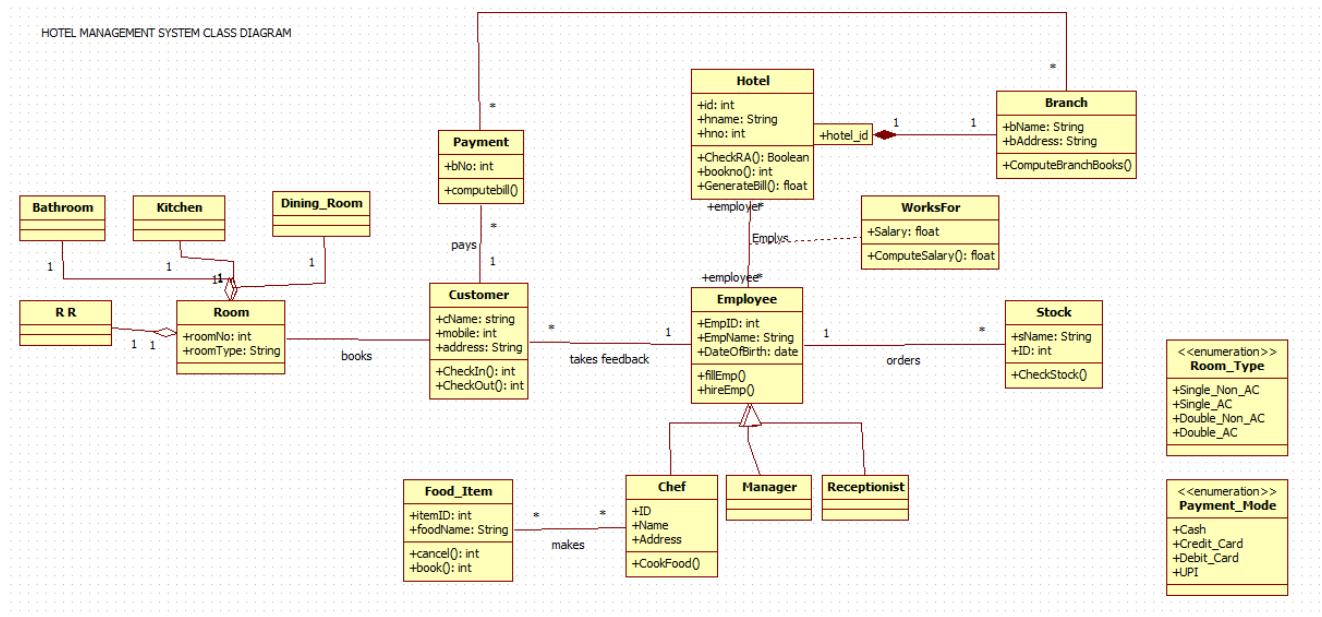 HOTEL MANAGEMENT SYSTEM CLASS DIAGRAM
*
*
Hotel
+id: int
+hname: String
+hno: int
+CheckRA(): Boolean
+bookno(): int
+GenerateBill(): float
+hotel_id
1
1
Branch
+bName: String
+bAddress: String
+ComputeBranchBooks()
Payment
+bNo: int
+computebill()
*
pays
1
Bathroom
Kitchen
Dining_Room
1
1
1
1
1
1
R R
1
1
Room
+roomNo: int
+roomType: String
books
Customer
+cName: string
+mobile: int
+address: String
+CheckIn(): int
+CheckOut(): int
*
1
takes feedback
+employer
*
Emplys
+employee
*
WorksFor
+Salary: float
+ComputeSalary(): float
Employee
+EmpID: int
+EmpName: String
+DateOfBirth: date
+fillEmp()
+hireEmp()
1
*
orders
Stock
+sName: String
+ID: int
+CheckStock()
<<enumeration>>
Room_Type
+Single_Non_AC
+Single_AC
+Double_Non_AC
+Double_AC
Food_Item
+itemID: int
+foodName: String
+cancel(): int
+book(): int
*
*
makes
Chef
+ID
+Name
+Address
+CookFood()
Manager
Receptionist
<<enumeration>>
Payment_Mode
+Cash
+Credit_Card
+Debit_Card
+UPI